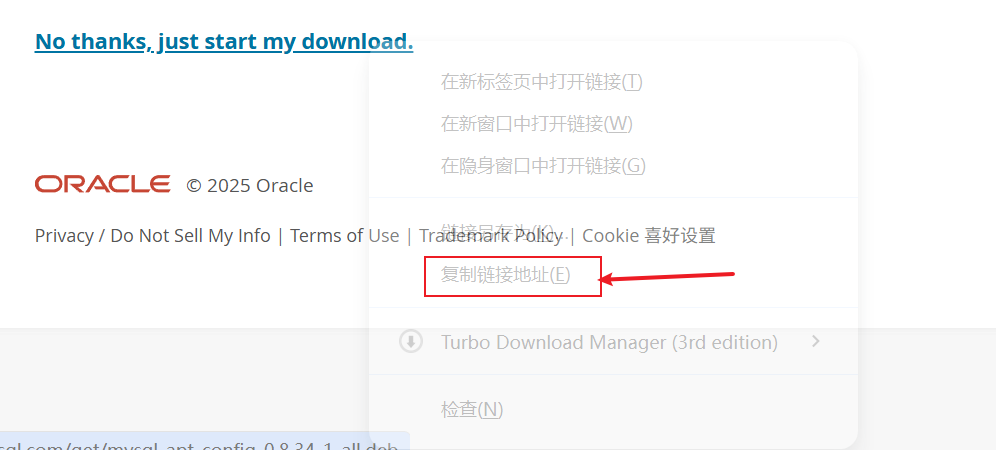 No thanks, just start my download.
在新标签页中打开链接(T)
在新窗口中打开链接(W)
在隐身窗口中打开链接(G)
ORACLE © 2025 Oracle
链接另存为(K)...
Privacy / Do Not Sell My Info | Terms of Use | Trademark Policy | Cookie 喜好设置
复制链接地址(E)
Turbo Download Manager (3rd edition)
检查(N)
sql.com/get/mysql-apt-config_0.8.34-1_all.deb